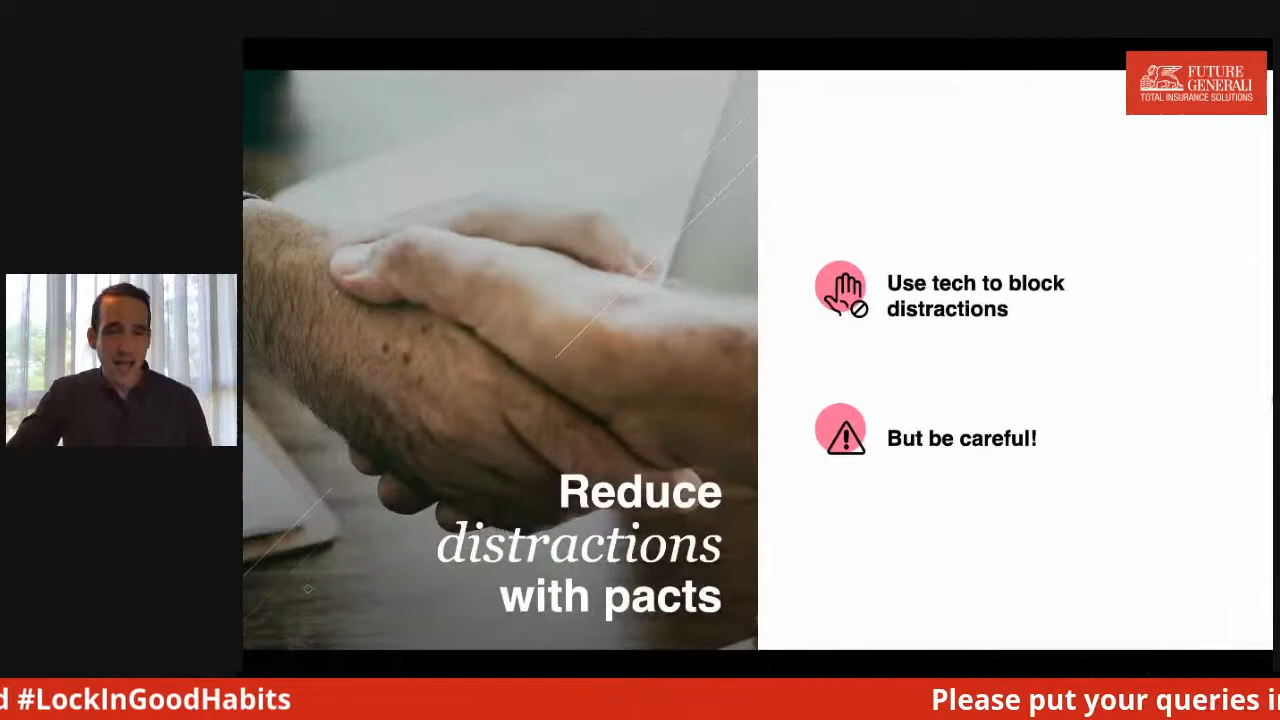 FUTURE
GENERALI
TOTAL INSURANCE SOLUTIONS
Use tech to block
distractions
But be careful!
Reduce
distractions
with pacts
d #LockInGoodHabits
Please put your queries in